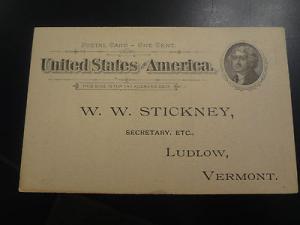 POSTAL CARD – ONE CENT.
United States of America.
THIS SIDE IS FOR THE ADDRESS ONLY.
W. W. STICKNEY,
SECRETARY, ETC.,
LUDLOW,
VERMONT.